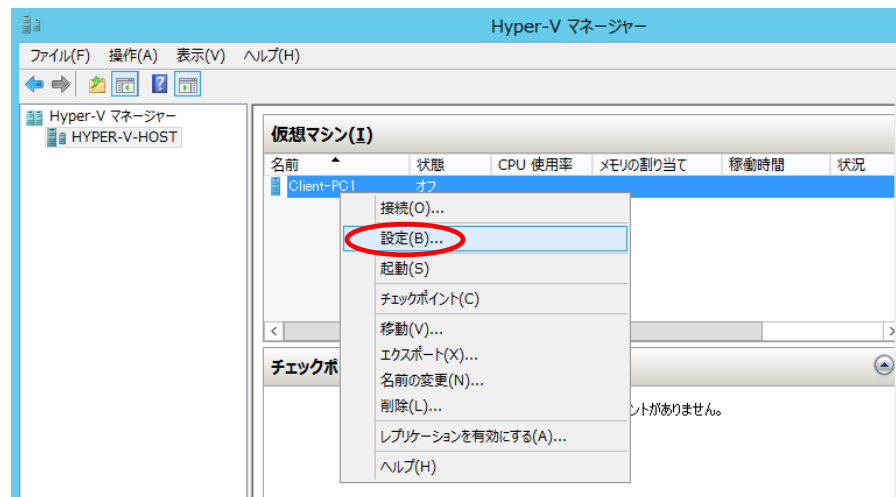 Hyper-V マネージャー
ファイル(F) 操作(A) 表示(V) ヘルプ(H)
Hyper-V マネージャー
HYPER-V-HOST
仮想マシン(I)
名前 状態 CPU 使用率 メモリの割り当て 稼働時間 状況
Client-PC1 オフ
接続(O)...
設定(B)...
起動(S)
チェックポイント(C)
移動(V)...
エクスポート(X)...
名前の変更(N)...
削除(L)...
レプリケーションを有効にする(A)...
ヘルプ(H)
チェックポ
ントがありません。